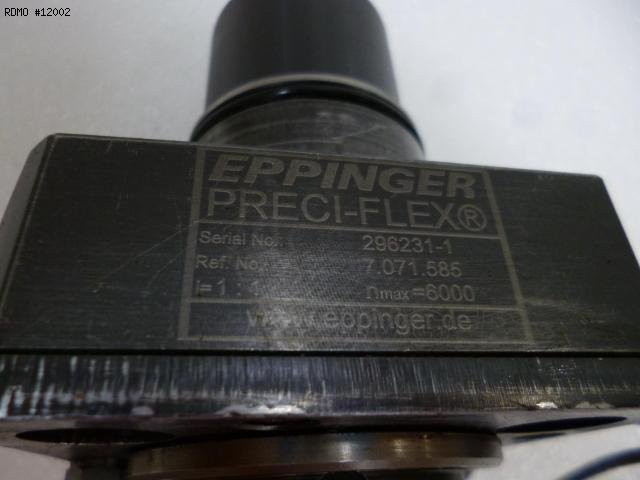 RDMO #12002
EPPINGER
PRECI-FLEX®
Serial No.: 296231-1
Ref. No.: 7.071.585
i=1 : 1 nmax=6000
www.eppinger.de